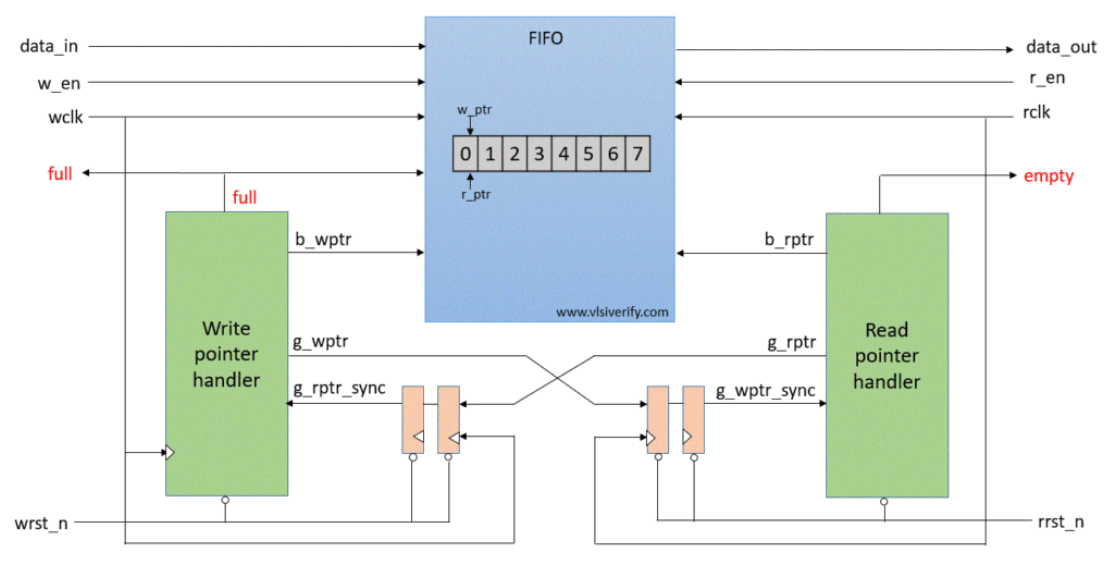 FIFO
data_in
data_out
w_en
r_en
wclk
rclk
w_ptr
0 1 2 3 4 5 6 7
r_ptr
full
full
empty
b_wptr
b_rptr
www.vlsiverify.com
Write
pointer
handler
Read
pointer
handler
g_wptr
g_rptr
g_rptr_sync
g_wptr_sync
wrst_n
rrst_n